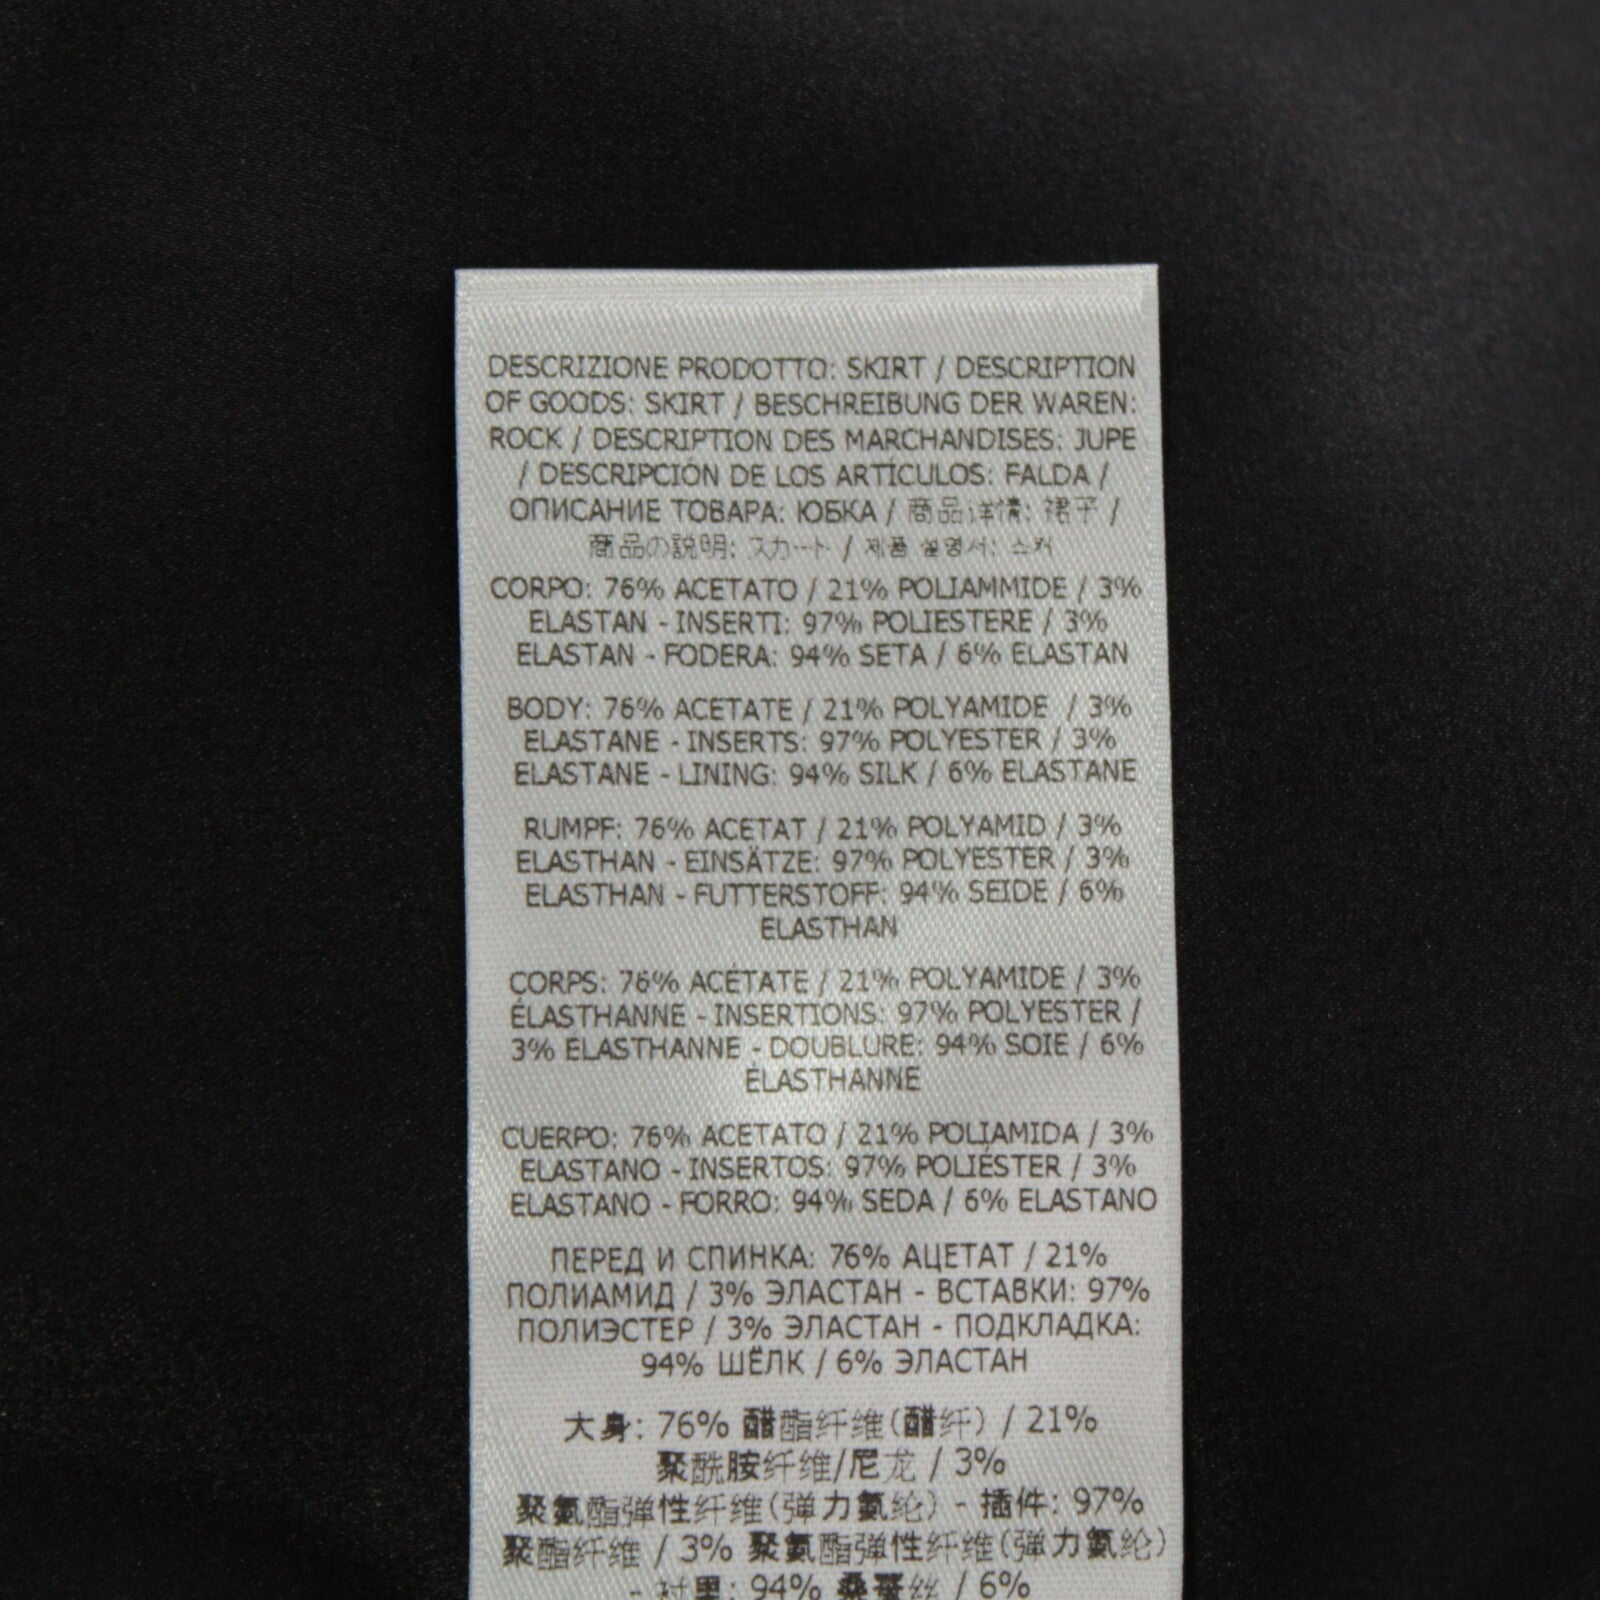 DESCRIZIONE PRODOTTO: SKIRT / DESCRIPTION
OF GOODS: SKIRT / BESCHREIBUNG DER WAREN:
ROCK / DESCRIPTION DES MARCHANDISES: JUPE
/ DESCRIPCIÓN DE LOS ARTÍCULOS: FALDA /
ОПИСАНИЕ ТОВАРА: ЮБКА / 商品详情: 裙子 /
商品の説明: スカート / 제품 설명서: 스커
CORPO: 76% ACETATO / 21% POLIAMMIDE / 3%
ELASTAN - INSERTI: 97% POLIESTERE / 3%
ELASTAN - FODERA: 94% SETA / 6% ELASTAN
BODY: 76% ACETATE / 21% POLYAMIDE / 3%
ELASTANE - INSERTS: 97% POLYESTER / 3%
ELASTANE - LINING: 94% SILK / 6% ELASTANE
RUMPF: 76% ACETAT / 21% POLYAMID / 3%
ELASTHAN - EINSÄTZE: 97% POLYESTER / 3%
ELASTHAN - FUTTERSTOFF: 94% SEIDE / 6%
ELASTHAN
CORPS: 76% ACÉTATE / 21% POLYAMIDE / 3%
ÉLASTHANNE - INSERTIONS: 97% POLYESTER /
3% ÉLASTHANNE - DOUBLURE: 94% SOIE / 6%
ÉLASTHANNE
CUERPO: 76% ACETATO / 21% POLIAMIDA / 3%
ELASTANO - INSERTOS: 97% POLIÉSTER / 3%
ELASTANO - FORRO: 94% SEDA / 6% ELASTANO
ПЕРЕД И СПИНКА: 76% АЦЕТАТ / 21%
ПОЛИАМИД / 3% ЭЛАСТАН - ВСТАВКИ: 97%
ПОЛИЭСТЕР / 3% ЭЛАСТАН - ПОДКЛАДКА:
94% ШЁЛК / 6% ЭЛАСТАН
大身: 76% 醋酯纤维(醋纤) / 21%
聚酰胺纤维/尼龙 / 3%
聚氨酯弹性纤维(弹力氨纶) - 插件: 97%
聚酯纤维 / 3% 聚氨酯弹性纤维(弹力氨纶)
- 衬里: 94% 桑蚕丝 / 6%